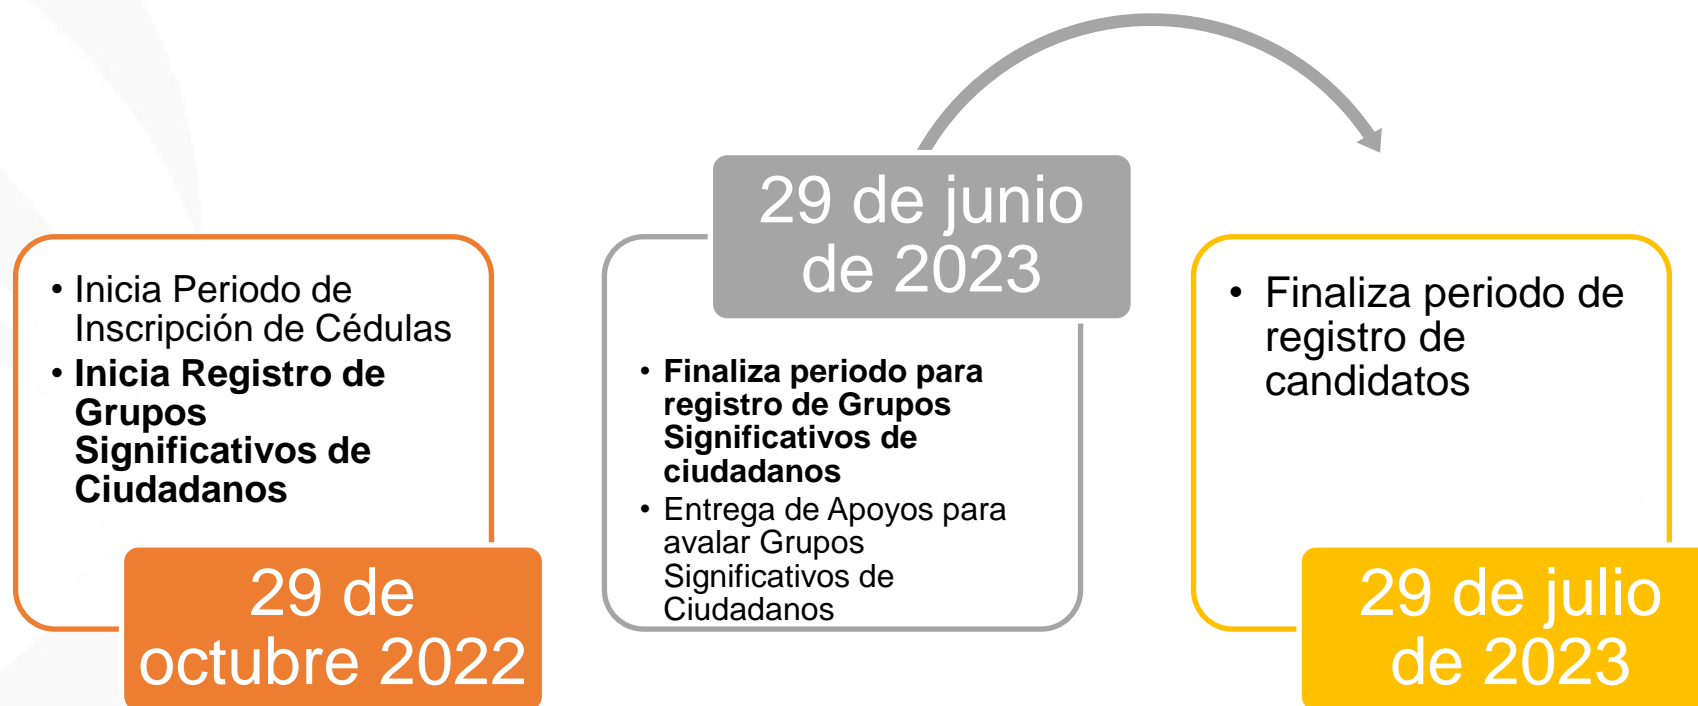 • Inicia Periodo de
Inscripción de Cédulas
• Inicia Registro de
Grupos
Significativos de
Ciudadanos
29 de
octubre 2022
29 de junio
de 2023
• Finaliza periodo para
registro de Grupos
Significativos de
ciudadanos
• Entrega de Apoyos para
avalar Grupos
Significativos de
Ciudadanos
• Finaliza periodo de
registro de
candidatos
29 de julio
de 2023